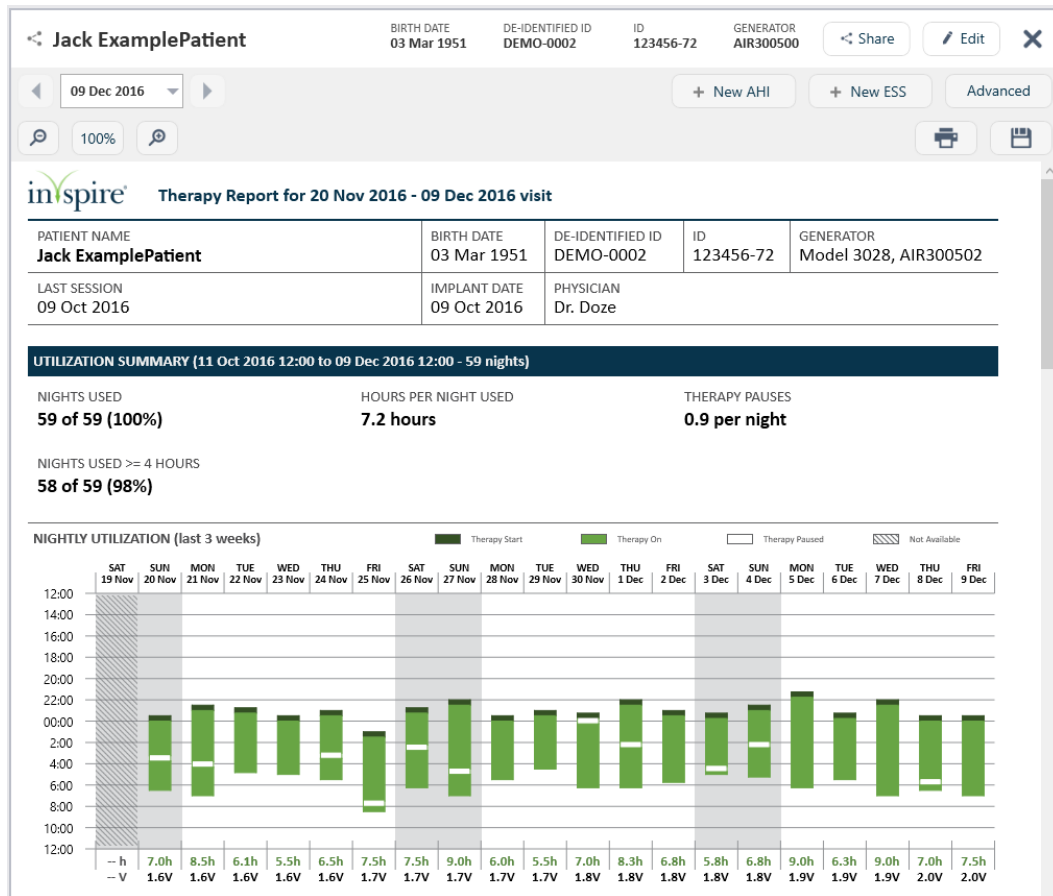 Jack ExamplePatient
BIRTH DATE DE-IDENTIFIED ID ID GENERATOR
03 Mar 1951 DEMO-0002 123456-72 AIR300500
Share Edit
09 Dec 2016
+ New AHI + New ESS Advanced
100%
inspire® Therapy Report for 20 Nov 2016 - 09 Dec 2016 visit
PATIENT NAME BIRTH DATE DE-IDENTIFIED ID ID GENERATOR
Jack ExamplePatient 03 Mar 1951 DEMO-0002 123456-72 Model 3028, AIR300502
LAST SESSION IMPLANT DATE PHYSICIAN
09 Oct 2016 09 Oct 2016 Dr. Doze
UTILIZATION SUMMARY (11 Oct 2016 12:00 to 09 Dec 2016 12:00 - 59 nights)
NIGHTS USED HOURS PER NIGHT USED THERAPY PAUSES
59 of 59 (100%) 7.2 hours 0.9 per night
NIGHTS USED >= 4 HOURS
58 of 59 (98%)
NIGHTLY UTILIZATION (last 3 weeks) Therapy Start Therapy On Therapy Paused Not Available
SAT SUN MON TUE WED THU FRI SAT SUN MON TUE WED THU FRI SAT SUN MON TUE WED THU FRI
19 Nov 20 Nov 21 Nov 22 Nov 23 Nov 24 Nov 25 Nov 26 Nov 27 Nov 28 Nov 29 Nov 30 Nov 1 Dec 2 Dec 3 Dec 4 Dec 5 Dec 6 Dec 7 Dec 8 Dec 9 Dec
12:00
14:00
16:00
18:00
20:00
22:00
00:00
2:00
4:00
6:00
8:00
10:00
12:00
-- h 7.0h 8.5h 6.1h 5.5h 6.5h 7.5h 7.5h 9.0h 6.0h 5.5h 7.0h 8.3h 6.8h 5.8h 6.8h 9.0h 6.3h 9.0h 7.0h 7.5h
-- V 1.6V 1.6V 1.6V 1.6V 1.6V 1.7V 1.7V 1.7V 1.7V 1.7V 1.8V 1.8V 1.8V 1.8V 1.8V 1.9V 1.9V 1.9V 2.0V 2.0V